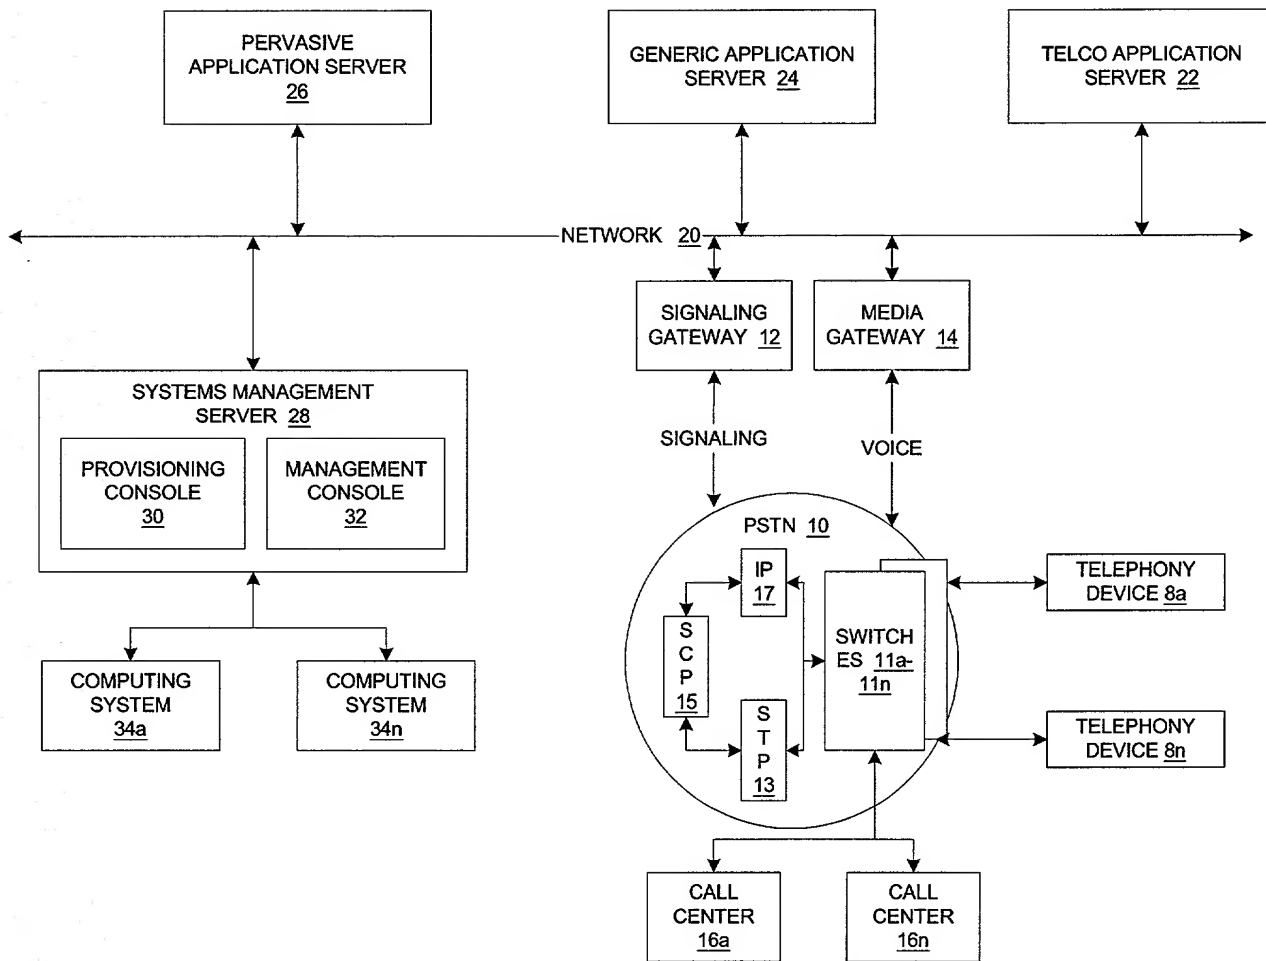 PERVASIVE
APPLICATION SERVER
26
GENERIC APPLICATION
SERVER 24
TELCO APPLICATION
SERVER 22
NETWORK 20
SIGNALING
GATEWAY 12
MEDIA
GATEWAY 14
SYSTEMS MANAGEMENT
SERVER 28
PROVISIONING
CONSOLE
30
MANAGEMENT
CONSOLE
32
SIGNALING
VOICE
PSTN 10
IP
17
S
C
P
15
S
T
P
13
SWITCH
ES 11a-
11n
TELEPHONY
DEVICE 8a
TELEPHONY
DEVICE 8n
COMPUTING
SYSTEM
34a
COMPUTING
SYSTEM
34n
CALL
CENTER
16a
CALL
CENTER
16n